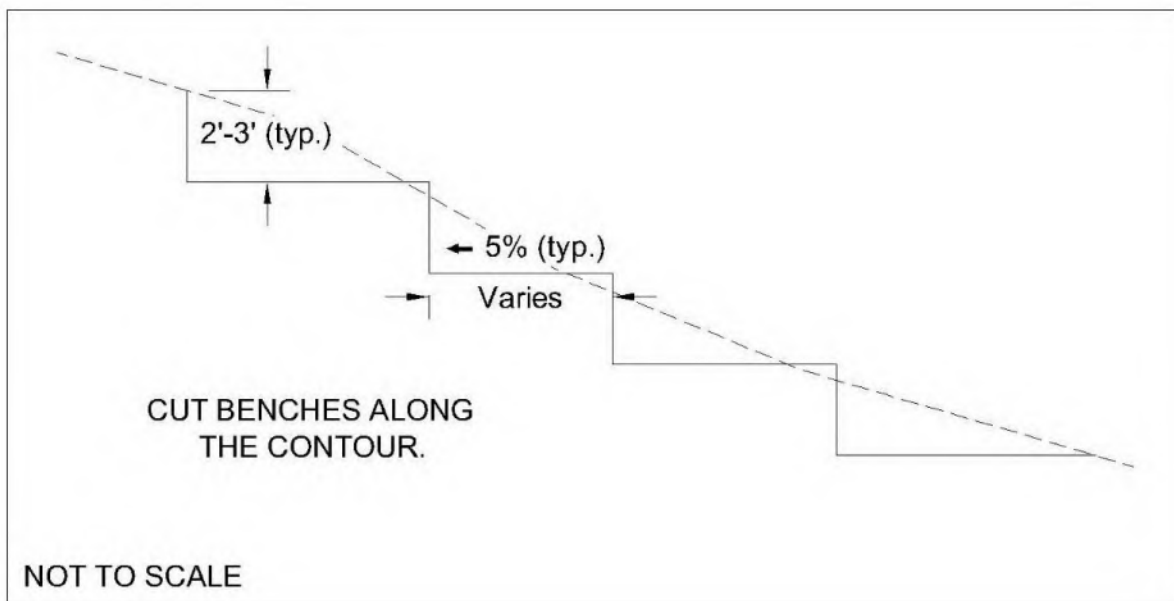 2'-3' (typ.)
5% (typ.)
Varies
CUT BENCHES ALONG
THE CONTOUR.
NOT TO SCALE